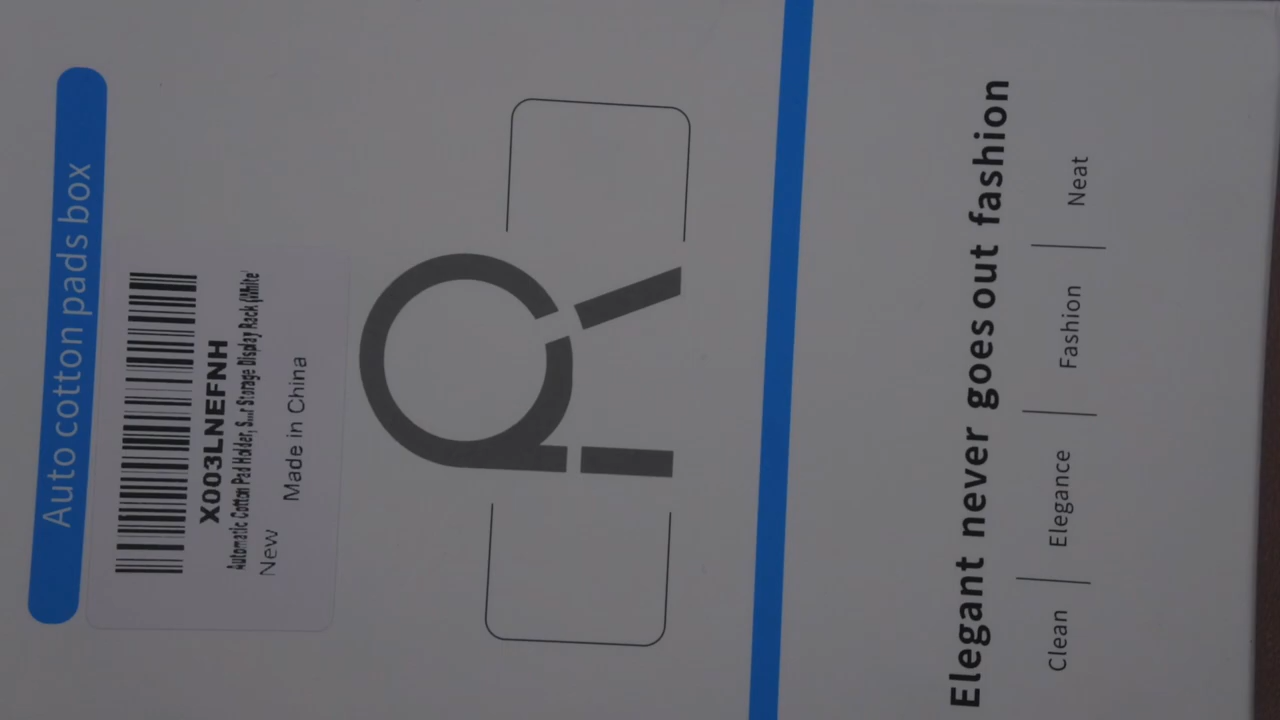 Auto cotton pads box
X003LNEFNH
Automatic Cotton Pad Holder, S...r Storage Display Rack (White)
New
Made in China
Elegant never goes out fashion
Clean | Elegance | Fashion | Neat